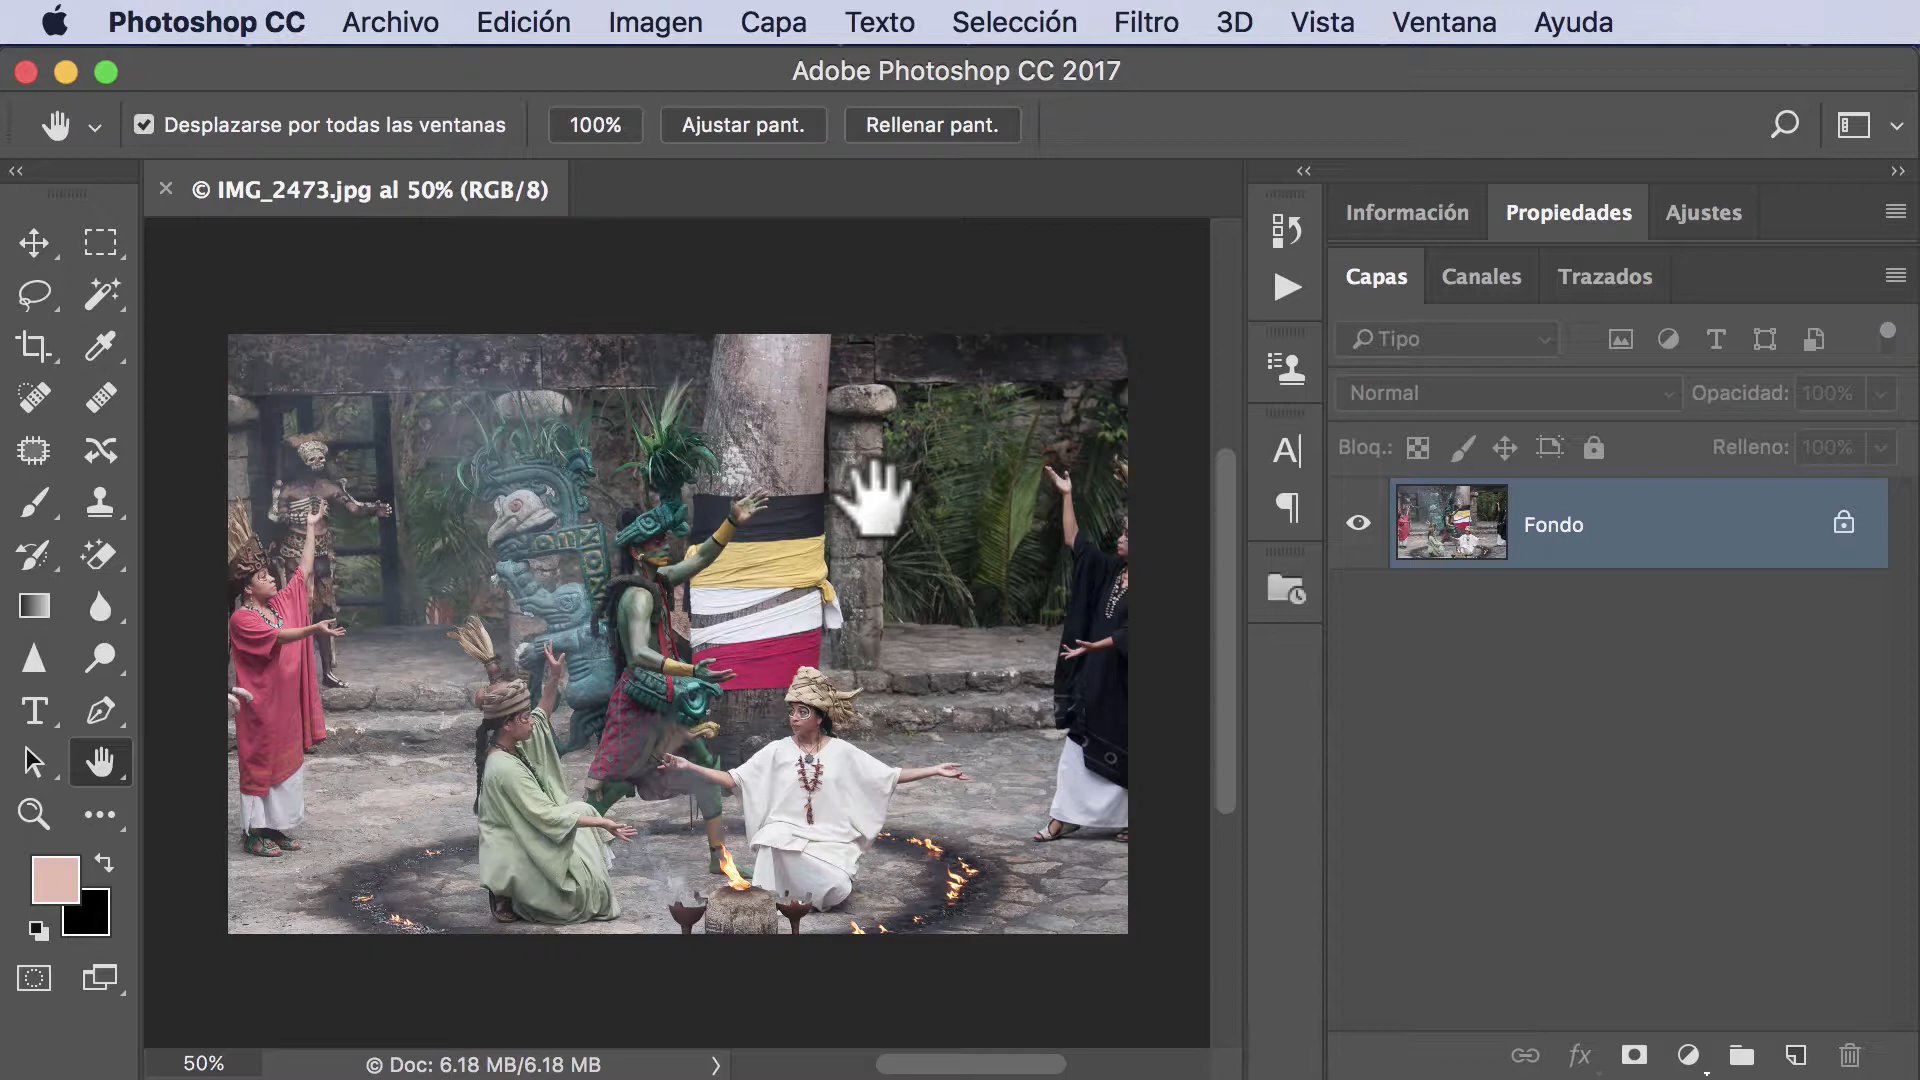 Photoshop CC Archivo Edición Imagen Capa Texto Selección Filtro 3D Vista Ventana Ayuda
Adobe Photoshop CC 2017
Desplazarse por todas las ventanas 100% Ajustar pant. Rellenar pant.
© IMG_2473.jpg al 50% (RGB/8)
Información Propiedades Ajustes
Capas Canales Trazados
Tipo
Normal Opacidad: 100%
Bloq.: Relleno: 100%
Fondo
50% © Doc: 6.18 MB/6.18 MB
fx